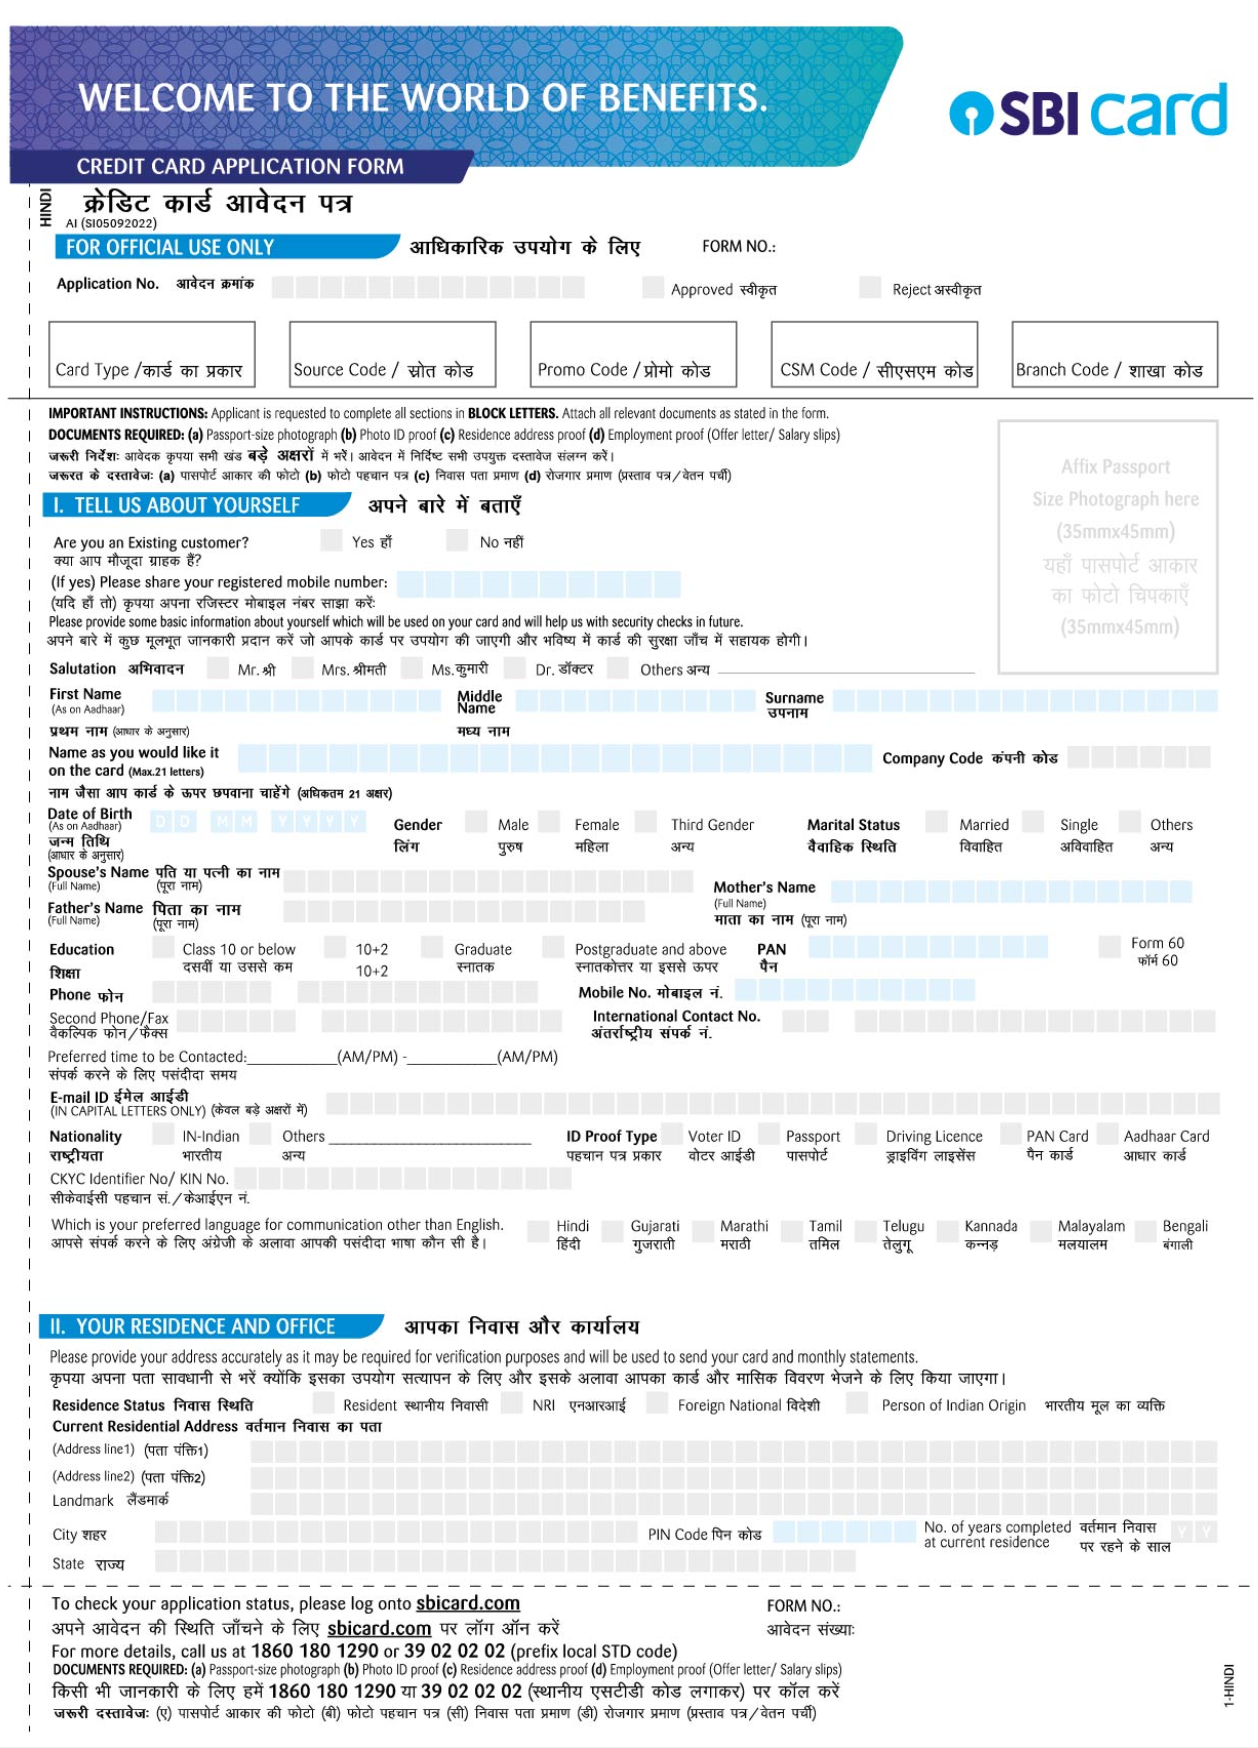 WELCOME TO THE WORLD OF BENEFITS.
SBI card
CREDIT CARD APPLICATION FORM
HINDI
क्रेडिट कार्ड आवेदन पत्र
AI (SI05092022)
FOR OFFICIAL USE ONLY आधिकारिक उपयोग के लिए FORM NO.:
Application No. आवेदन क्रमांक Approved स्वीकृत Reject अस्वीकृत
Card Type /कार्ड का प्रकार Source Code / स्रोत कोड Promo Code / प्रोमो कोड CSM Code / सीएसएम कोड Branch Code / शाखा कोड
IMPORTANT INSTRUCTIONS: Applicant is requested to complete all sections in BLOCK LETTERS. Attach all relevant documents as stated in the form.
DOCUMENTS REQUIRED: (a) Passport-size photograph (b) Photo ID proof (c) Residence address proof (d) Employment proof (Offer letter/ Salary slips)
जरूरी निर्देशः आवेदक कृपया सभी खंड बड़े अक्षरों में भरें। आवेदन में निर्दिष्ट सभी उपयुक्त दस्तावेज संलग्न करें।
जरूरत के दस्तावेजः (a) पासपोर्ट आकार की फोटो (b) फोटो पहचान पत्र (c) निवास पता प्रमाण (d) रोजगार प्रमाण (प्रस्ताव पत्र/वेतन पर्ची)
Affix Passport
Size Photograph here
(35mmx45mm)
यहाँ पासपोर्ट आकार
का फोटो चिपकाएँ
(35mmx45mm)
I. TELL US ABOUT YOURSELF अपने बारे में बताएँ
Are you an Existing customer? Yes हाँ No नहीं
क्या आप मौजूदा ग्राहक हैं?
(If yes) Please share your registered mobile number:
(यदि हाँ तो) कृपया अपना रजिस्टर मोबाइल नंबर साझा करें:
Please provide some basic information about yourself which will be used on your card and will help us with security checks in future.
अपने बारे में कुछ मूलभूत जानकारी प्रदान करें जो आपके कार्ड पर उपयोग की जाएगी और भविष्य में कार्ड की सुरक्षा जाँच में सहायक होगी।
Salutation अभिवादन Mr. श्री Mrs. श्रीमती Ms. कुमारी Dr. डॉक्टर Others अन्य
First Name Middle Name Surname
(As on Aadhaar) उपनाम
प्रथम नाम (आधार के अनुसार) मध्य नाम
Name as you would like it
on the card (Max.21 letters) Company Code कंपनी कोड
नाम जैसा आप कार्ड के ऊपर छपवाना चाहेंगे (अधिकतम 21 अक्षर)
Date of Birth D D M M Y Y Y Y Gender Male Female Third Gender Marital Status Married Single Others
(As on Aadhaar)
जन्म तिथि लिंग पुरुष महिला अन्य वैवाहिक स्थिति विवाहित अविवाहित अन्य
(आधार के अनुसार)
Spouse's Name पति या पत्नी का नाम
(Full Name) (पूरा नाम) Mother's Name
(Full Name)
Father's Name पिता का नाम माता का नाम (पूरा नाम)
(Full Name) (पूरा नाम)
Education Class 10 or below 10+2 Graduate Postgraduate and above PAN Form 60
शिक्षा दसवीं या उससे कम 10+2 स्नातक स्नातकोत्तर या इससे ऊपर पैन फॉर्म 60
Phone फोन Mobile No. मोबाइल नं.
Second Phone/Fax International Contact No.
वैकल्पिक फोन/फैक्स अंतर्राष्ट्रीय संपर्क नं.
Preferred time to be Contacted:__________(AM/PM) -__________(AM/PM)
संपर्क करने के लिए पसंदीदा समय
E-mail ID ईमेल आईडी
(IN CAPITAL LETTERS ONLY) (केवल बड़े अक्षरों में)
Nationality IN-Indian Others ID Proof Type Voter ID Passport Driving Licence PAN Card Aadhaar Card
राष्ट्रीयता भारतीय अन्य पहचान पत्र प्रकार वोटर आईडी पासपोर्ट ड्राइविंग लाइसेंस पैन कार्ड आधार कार्ड
CKYC Identifier No/ KIN No.
सीकेवाईसी पहचान सं./केआईएन नं.
Which is your preferred language for communication other than English. Hindi Gujarati Marathi Tamil Telugu Kannada Malayalam Bengali
आपसे संपर्क करने के लिए अंग्रेजी के अलावा आपकी पसंदीदा भाषा कौन सी है। हिंदी गुजराती मराठी तमिल तेलुगू कन्नड़ मलयालम बंगाली
II. YOUR RESIDENCE AND OFFICE आपका निवास और कार्यालय
Please provide your address accurately as it may be required for verification purposes and will be used to send your card and monthly statements.
कृपया अपना पता सावधानी से भरें क्योंकि इसका उपयोग सत्यापन के लिए और इसके अलावा आपका कार्ड और मासिक विवरण भेजने के लिए किया जाएगा।
Residence Status निवास स्थिति Resident स्थानीय निवासी NRI एनआरआई Foreign National विदेशी Person of Indian Origin भारतीय मूल का व्यक्ति
Current Residential Address वर्तमान निवास का पता
(Address line1) (पता पंक्ति1)
(Address line2) (पता पंक्ति2)
Landmark लैंडमार्क
City शहर PIN Code पिन कोड No. of years completed वर्तमान निवास Y Y
at current residence पर रहने के साल
State राज्य
To check your application status, please log onto sbicard.com FORM NO.:
अपने आवेदन की स्थिति जाँचने के लिए sbicard.com पर लॉग ऑन करें आवेदन संख्याः
For more details, call us at 1860 180 1290 or 39 02 02 02 (prefix local STD code)
DOCUMENTS REQUIRED: (a) Passport-size photograph (b) Photo ID proof (c) Residence address proof (d) Employment proof (Offer letter/ Salary slips)
किसी भी जानकारी के लिए हमें 1860 180 1290 या 39 02 02 02 (स्थानीय एसटीडी कोड लगाकर) पर कॉल करें
जरूरी दस्तावेजः (ए) पासपोर्ट आकार की फोटो (बी) फोटो पहचान पत्र (सी) निवास पता प्रमाण (डी) रोजगार प्रमाण (प्रस्ताव पत्र/वेतन पर्ची)
1-HINDI